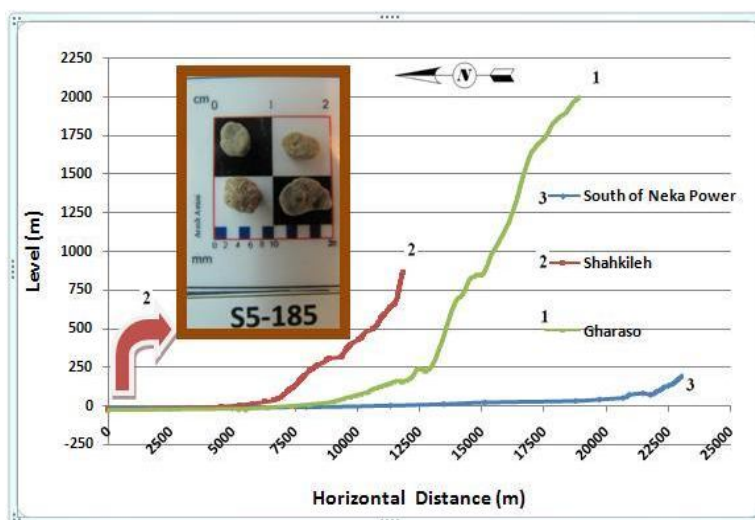 Level (m)
2250
2000
1750
1500
1250
1000
750
500
250
0
-250
0
2500
5000
7500
10000
12500
15000
17500
20000
22500
25000
Horizontal Distance (m)
N
1
2
3
2
3 South of Neka Power
2 Shahkileh
1 Gharaso
cm 0 1 2
0 2 4 6 8 10
mm
S5-185